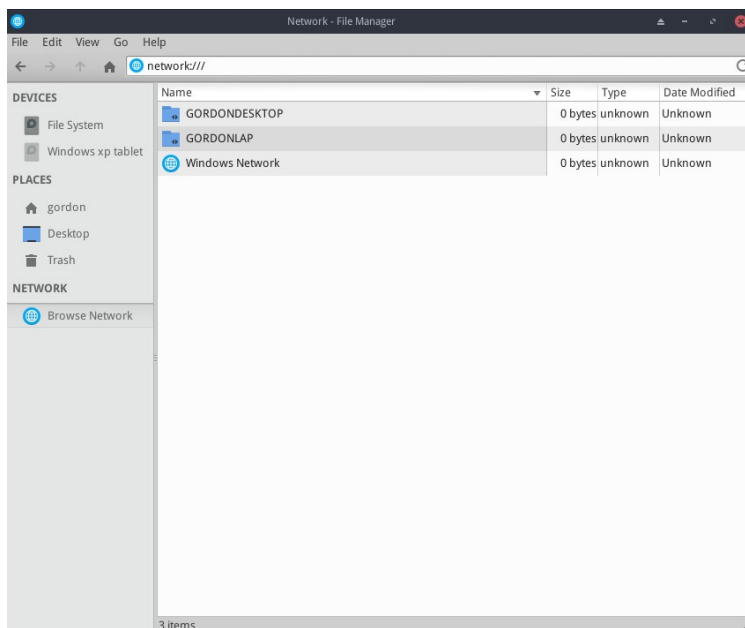 Network - File Manager
File Edit View Go Help
network:///
DEVICES
File System
Windows xp tablet
PLACES
gordon
Desktop
Trash
NETWORK
Browse Network
Name Size Type Date Modified
GORDONDESKTOP 0 bytes unknown Unknown
GORDONLAP 0 bytes unknown Unknown
Windows Network 0 bytes unknown Unknown
3 items